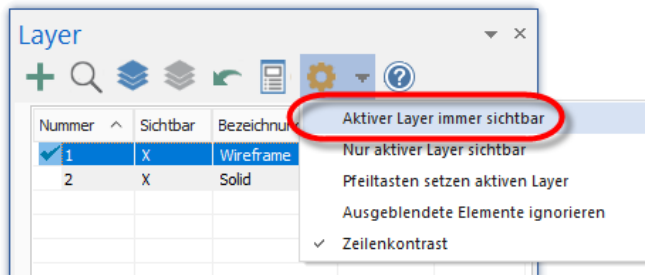 Layer
Nummer Sichtbar Bezeichnun
Aktiver Layer immer sichtbar
1 X Wireframe
Nur aktiver Layer sichtbar
2 X Solid
Pfeiltasten setzen aktiven Layer
Ausgeblendete Elemente ignorieren
Zeilenkontrast